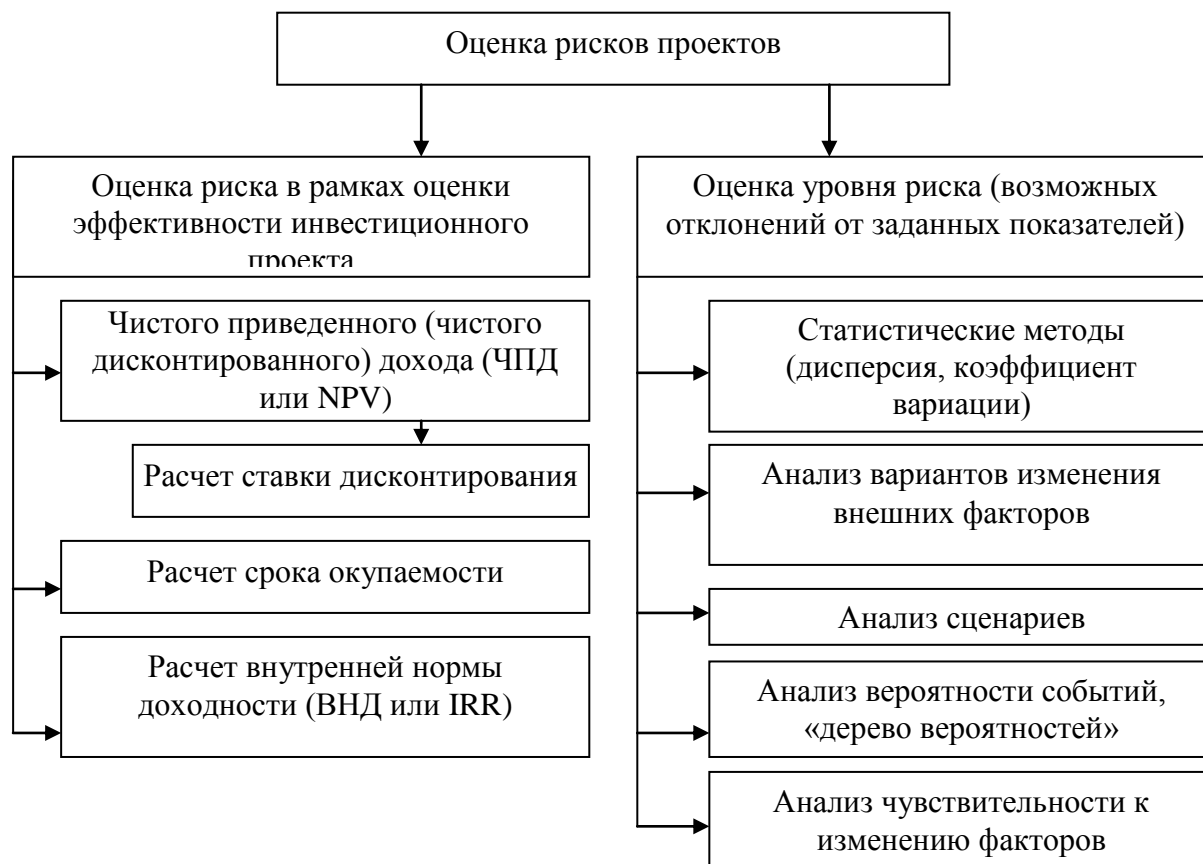 Оценка рисков проектов
Оценка риска в рамках оценки
эффективности инвестиционного
проекта
Чистого приведенного (чистого
дисконтированного) дохода (ЧПД
или NPV)
Расчет ставки дисконтирования
Расчет срока окупаемости
Расчет внутренней нормы
доходности (ВНД или IRR)
Оценка уровня риска (возможных
отклонений от заданных показателей)
Статистические методы
(дисперсия, коэффициент
вариации)
Анализ вариантов изменения
внешних факторов
Анализ сценариев
Анализ вероятности событий,
«дерево вероятностей»
Анализ чувствительности к
изменению факторов